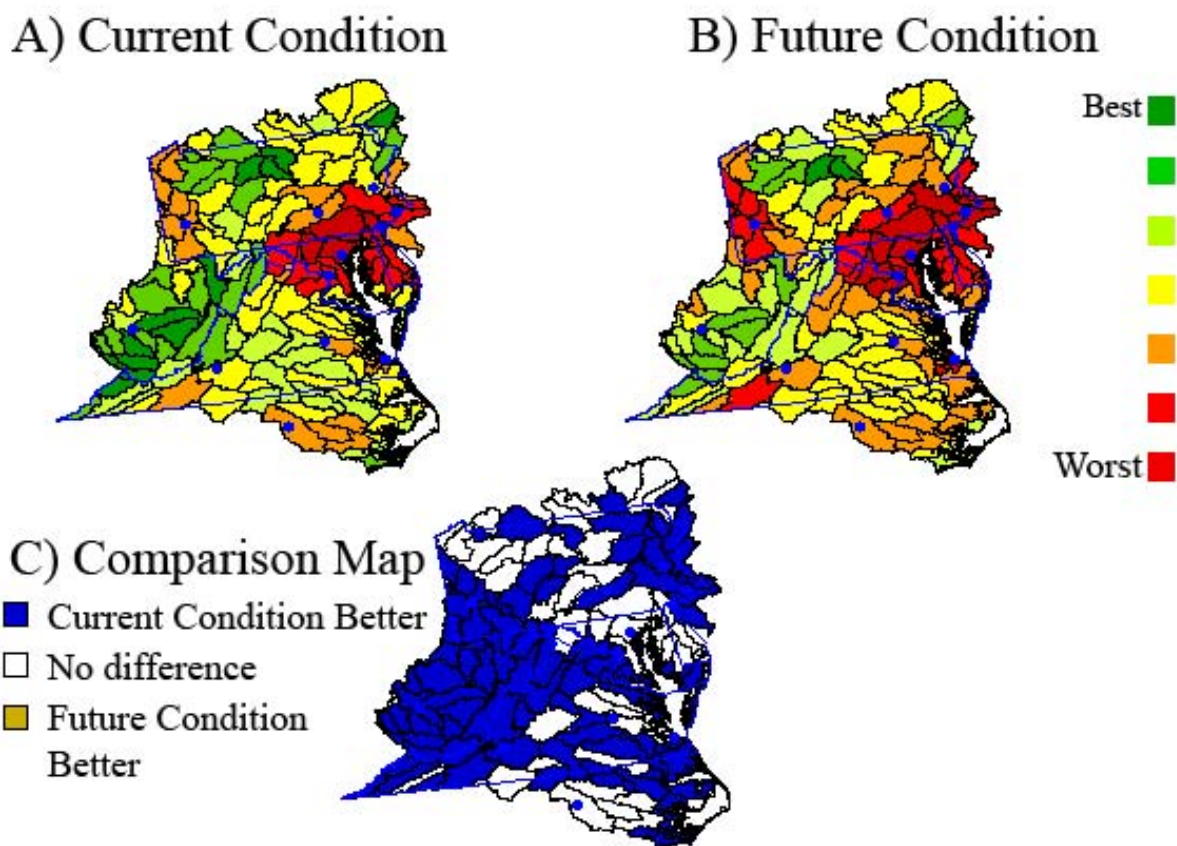 A) Current Condition
B) Future Condition
Best
Worst
C) Comparison Map
Current Condition Better
No difference
Future Condition
Better